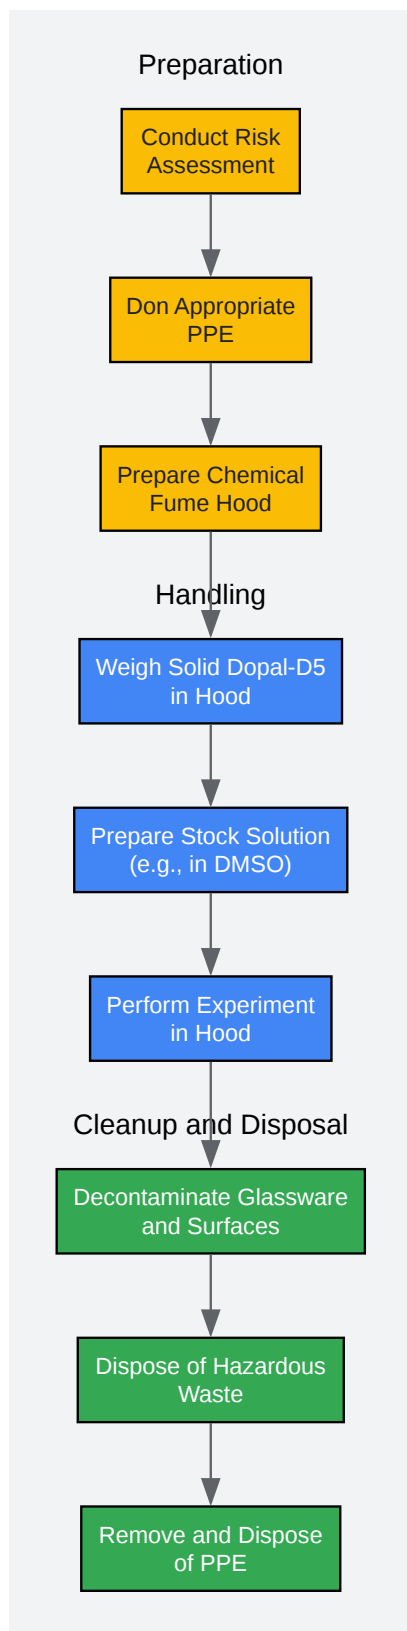 Preparation
Conduct Risk
Assessment
Don Appropriate
PPE
Prepare Chemical
Fume Hood
Handling
Weigh Solid Dopal-D5
in Hood
Prepare Stock Solution
(e.g., in DMSO)
Perform Experiment
in Hood
Cleanup and Disposal
Decontaminate Glassware
and Surfaces
Dispose of Hazardous
Waste
Remove and Dispose
of PPE